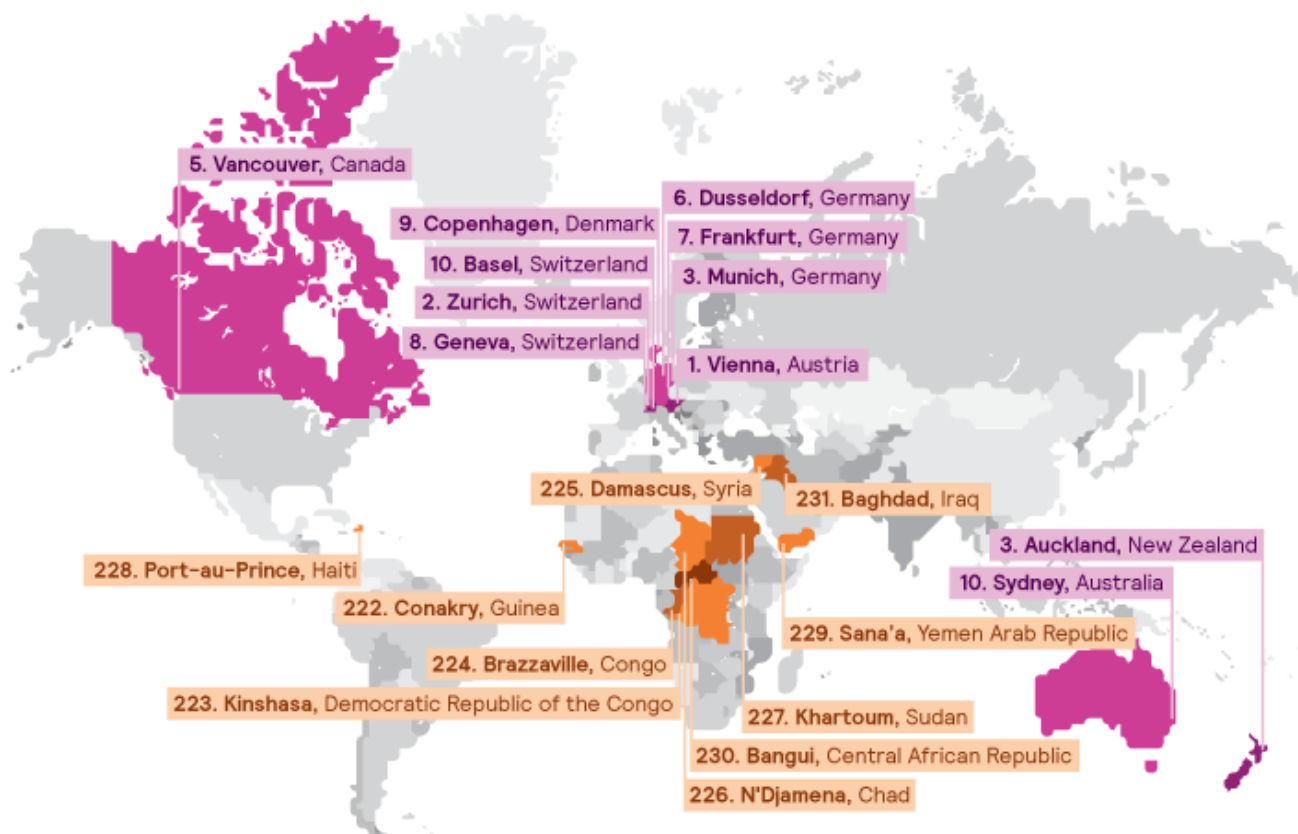 5. Vancouver, Canada
6. Dusseldorf, Germany
9. Copenhagen, Denmark
7. Frankfurt, Germany
10. Basel, Switzerland
3. Munich, Germany
2. Zurich, Switzerland
8. Geneva, Switzerland
1. Vienna, Austria
225. Damascus, Syria
231. Baghdad, Iraq
3. Auckland, New Zealand
228. Port-au-Prince, Haiti
10. Sydney, Australia
222. Conakry, Guinea
229. Sana'a, Yemen Arab Republic
224. Brazzaville, Congo
223. Kinshasa, Democratic Republic of the Congo
227. Khartoum, Sudan
230. Bangui, Central African Republic
226. N'Djamena, Chad